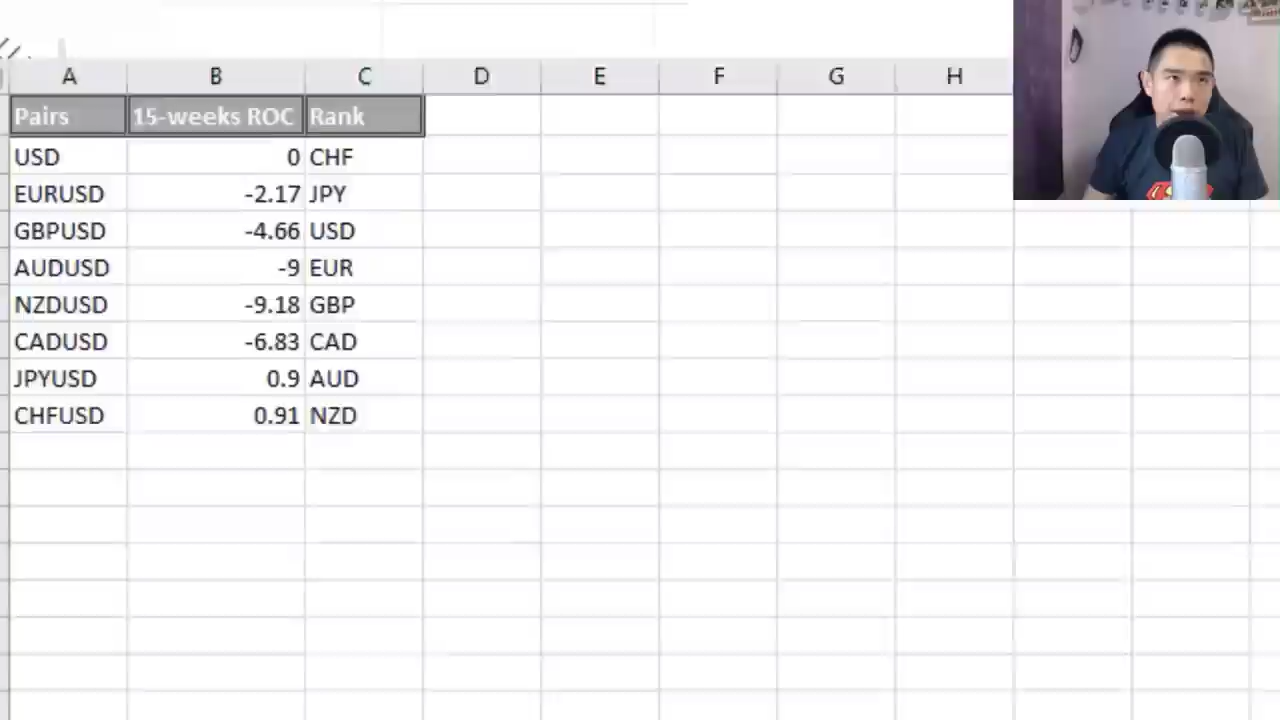 A B C D E F G H
Pairs 15-weeks ROC Rank
USD 0 CHF
EURUSD -2.17 JPY
GBPUSD -4.66 USD
AUDUSD -9 EUR
NZDUSD -9.18 GBP
CADUSD -6.83 CAD
JPYUSD 0.9 AUD
CHFUSD 0.91 NZD